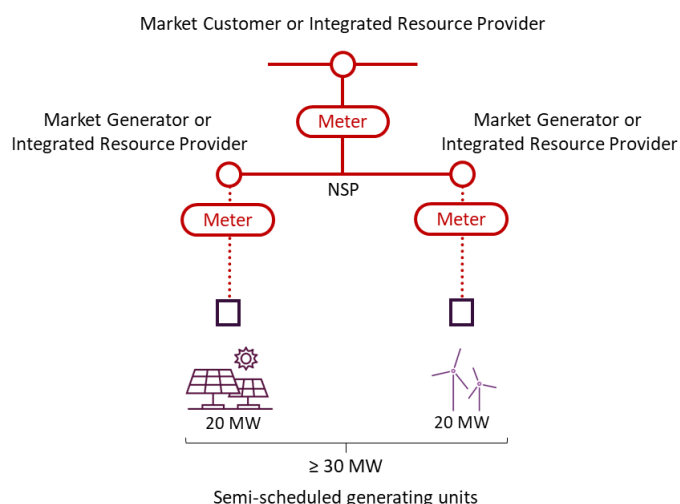 Market Customer or Integrated Resource Provider
Meter
Market Generator or
Integrated Resource Provider
Market Generator or
Integrated Resource Provider
NSP
Meter
Meter
20 MW
20 MW
≥ 30 MW
Semi-scheduled generating units